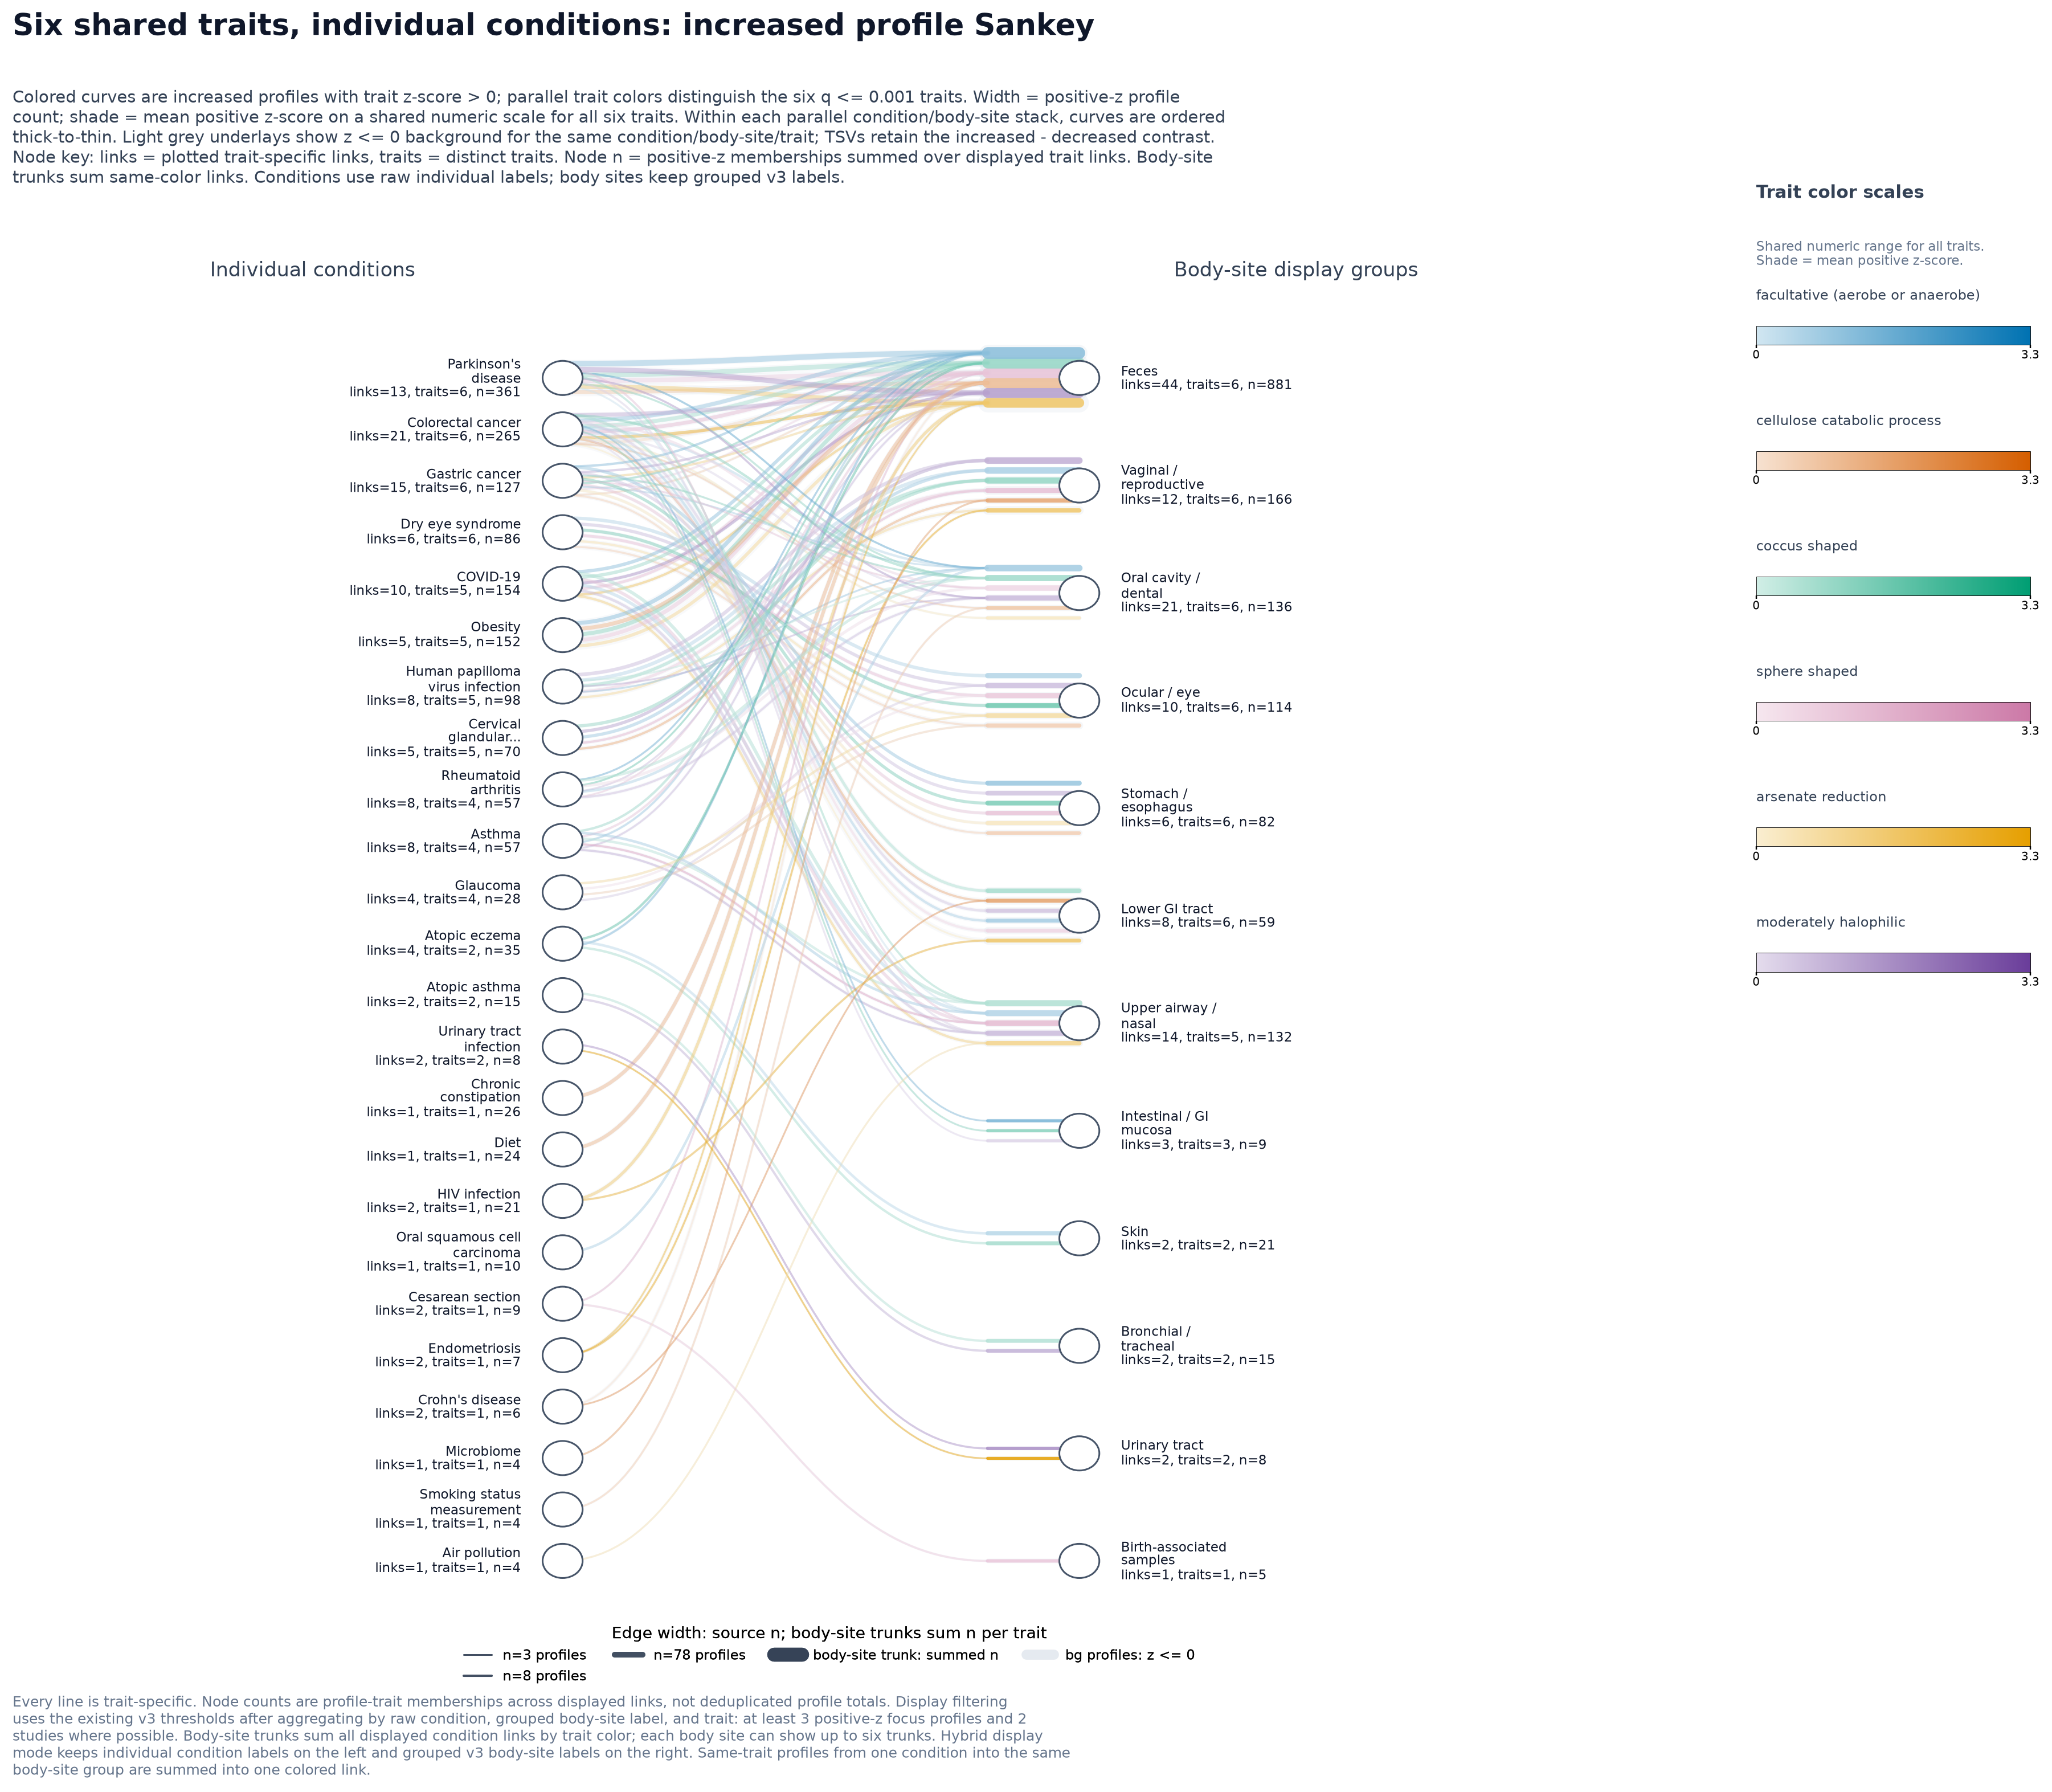 Six shared traits, individual conditions: increased profile Sankey
Colored curves are increased profiles with trait z-score > 0; parallel trait colors distinguish the six q <= 0.001 traits. Width = positive-z profile
count; shade = mean positive z-score on a shared numeric scale for all six traits. Within each parallel condition/body-site stack, curves are ordered
thick-to-thin. Light grey underlays show z <= 0 background for the same condition/body-site/trait; TSVs retain the increased - decreased contrast.
Node key: links = plotted trait-specific links, traits = distinct traits. Node n = positive-z memberships summed over displayed trait links. Body-site
trunks sum same-color links. Conditions use raw individual labels; body sites keep grouped v3 labels.
Individual conditions
Parkinson's
disease
links=13, traits=6, n=361
Colorectal cancer
links=21, traits=6, n=265
Gastric cancer
links=15, traits=6, n=127
Dry eye syndrome
links=6, traits=6, n=86
COVID-19
links=10, traits=5, n=154
Obesity
links=5, traits=5, n=152
Human papilloma
virus infection
links=8, traits=5, n=98
Cervical
glandular...
links=5, traits=5, n=70
Rheumatoid
arthritis
links=8, traits=4, n=57
Asthma
links=8, traits=4, n=57
Glaucoma
links=4, traits=4, n=28
Atopic eczema
links=4, traits=2, n=35
Atopic asthma
links=2, traits=2, n=15
Urinary tract
infection
links=2, traits=2, n=8
Chronic
constipation
links=1, traits=1, n=26
Diet
links=1, traits=1, n=24
HIV infection
links=2, traits=1, n=21
Oral squamous cell
carcinoma
links=1, traits=1, n=10
Cesarean section
links=2, traits=1, n=9
Endometriosis
links=2, traits=1, n=7
Crohn's disease
links=2, traits=1, n=6
Microbiome
links=1, traits=1, n=4
Smoking status
measurement
links=1, traits=1, n=4
Air pollution
links=1, traits=1, n=4
Body-site display groups
Feces
links=44, traits=6, n=881
Vaginal /
reproductive
links=12, traits=6, n=166
Oral cavity /
dental
links=21, traits=6, n=136
Ocular / eye
links=10, traits=6, n=114
Stomach /
esophagus
links=6, traits=6, n=82
Lower GI tract
links=8, traits=6, n=59
Upper airway /
nasal
links=14, traits=5, n=132
Intestinal / GI
mucosa
links=3, traits=3, n=9
Skin
links=2, traits=2, n=21
Bronchial /
tracheal
links=2, traits=2, n=15
Urinary tract
links=2, traits=2, n=8
Birth-associated
samples
links=1, traits=1, n=5
Trait color scales
Shared numeric range for all traits.
Shade = mean positive z-score.
facultative (aerobe or anaerobe)
0 3.3
cellulose catabolic process
0 3.3
coccus shaped
0 3.3
sphere shaped
0 3.3
arsenate reduction
0 3.3
moderately halophilic
0 3.3
Edge width: source n; body-site trunks sum n per trait
n=3 profiles n=78 profiles body-site trunk: summed n bg profiles: z <= 0
n=8 profiles
Every line is trait-specific. Node counts are profile-trait memberships across displayed links, not deduplicated profile totals. Display filtering
uses the existing v3 thresholds after aggregating by raw condition, grouped body-site label, and trait: at least 3 positive-z focus profiles and 2
studies where possible. Body-site trunks sum all displayed condition links by trait color; each body site can show up to six trunks. Hybrid display
mode keeps individual condition labels on the left and grouped v3 body-site labels on the right. Same-trait profiles from one condition into the same
body-site group are summed into one colored link.